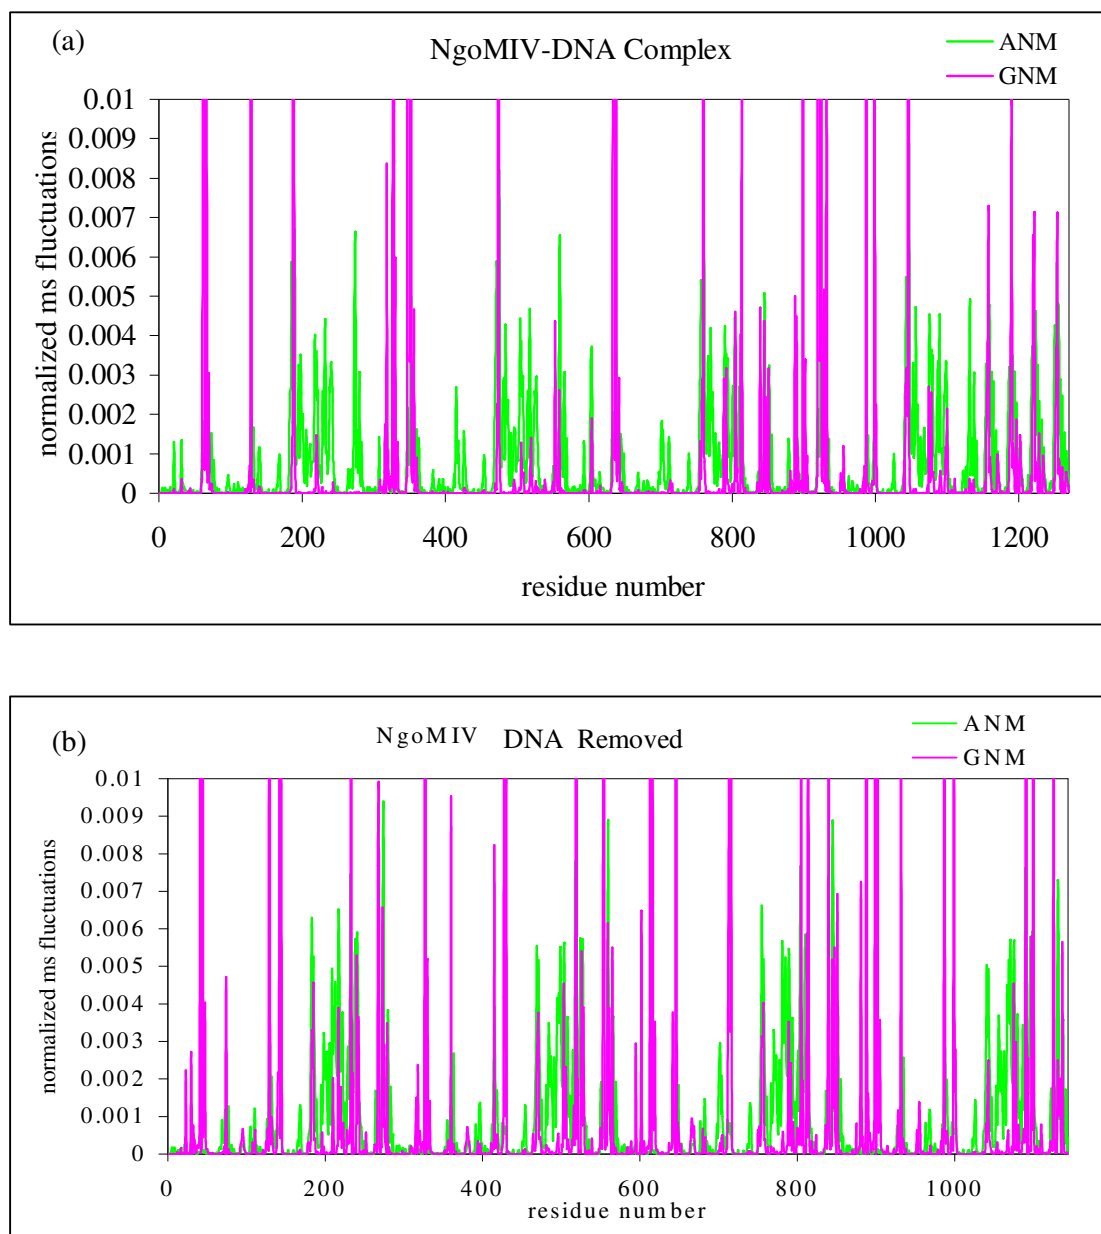 (a)
NgoMIV-DNA Complex
ANM
GNM
normalized ms fluctuations
0.01
0.009
0.008
0.007
0.006
0.005
0.004
0.003
0.002
0.001
0
0 200 400 600 800 1000 1200
residue number
(b)
NgoMIV DNA Removed
ANM
GNM
normalized ms fluctuations
0.01
0.009
0.008
0.007
0.006
0.005
0.004
0.003
0.002
0.001
0
0 200 400 600 800 1000
residue number